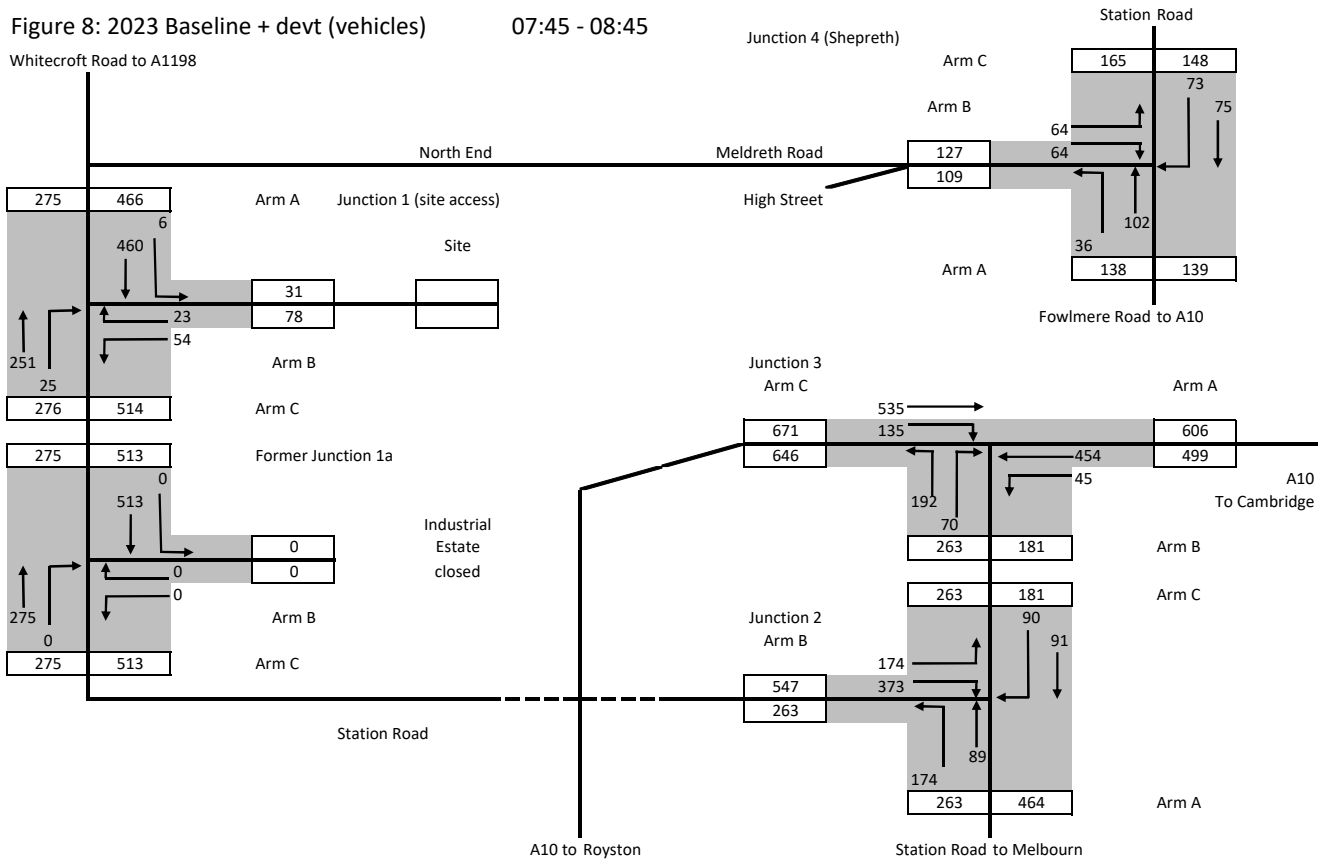 Figure 8: 2023 Baseline + devt (vehicles) 07:45 - 08:45
Whitecroft Road to A1198
Station Road
Junction 4 (Shepreth)
Arm C 165 148
73
Arm B
75
64
North End Meldreth Road 127 64
109
High Street
275 466 Arm A Junction 1 (site access)
6
102
460 Site
36
Arm A 138 139
31
23 78
Fowlmere Road to A10
54
251 Arm B
25
276 514 Arm C
Junction 3
Arm C Arm A
535
671 135 606
646 454 499
45 A10
192 To Cambridge
70
263 181 Arm B
275 513 Former Junction 1a
0
513 Industrial
0 Estate
0 0 closed
0
275 Arm B
0
275 513 Arm C
263 181 Arm C
Junction 2 90
Arm B 91
174
547 373
263
Station Road
89
174
263 464 Arm A
A10 to Royston Station Road to Melbourn